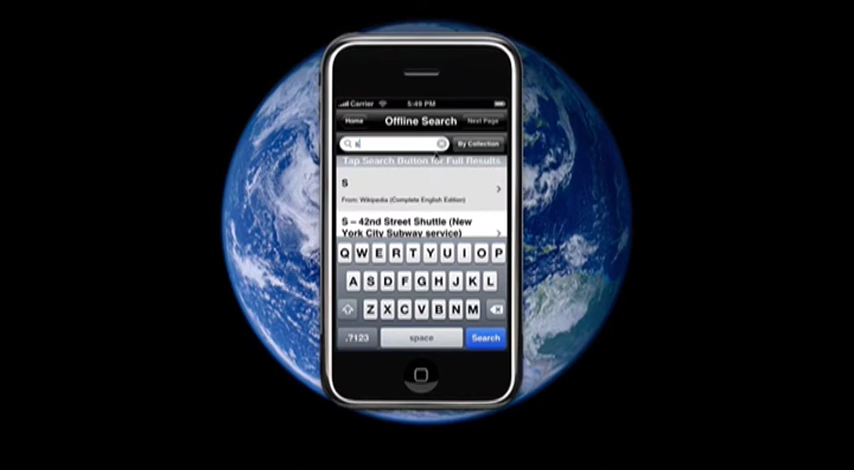 Carrier 5:49 PM
Home Offline Search Next Page
s By Collection
Tap Search Button for Full Results.
S
From: Wikipedia (Complete English Edition)
S – 42nd Street Shuttle (New
York City Subway service)
Q W E R T Y U I O P
A S D F G H J K L
Z X C V B N M
.?123 space Search